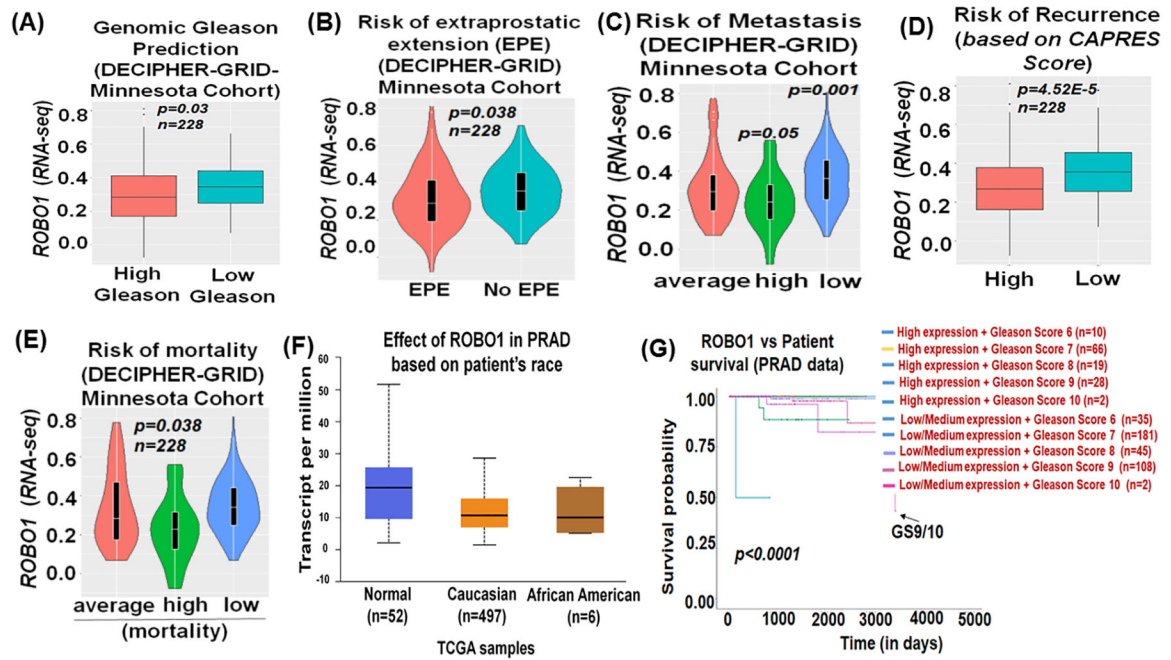 (A)
Genomic Gleason
Prediction
(DECIPHER-GRID-
Minnesota Cohort)
p=0.03
n=228
ROBO1 (RNA-seq)
0.8
0.6
0.4
0.2
0.0
High
Gleason
Low
Gleason
(B)
Risk of extraprostatic
extension (EPE)
(DECIPHER-GRID)
Minnesota Cohort
p=0.038
n=228
ROBO1 (RNA-seq)
0.8
0.6
0.4
0.2
0.0
EPE
No EPE
(C)
Risk of Metastasis
(DECIPHER-GRID)
Minnesota Cohort
p=0.001
p=0.05
ROBO1 (RNA-seq)
0.8
0.6
0.4
0.2
0.0
average high low
(D)
Risk of Recurrence
(based on CAPRES
Score)
p=4.52E-5
n=228
ROBO1 (RNA-seq)
0.8
0.6
0.4
0.2
0.0
High
Low
(E)
Risk of mortality
(DECIPHER-GRID)
Minnesota Cohort
p=0.038
n=228
ROBO1 (RNA-seq)
0.8
0.6
0.4
0.2
0.0
average high low
(mortality)
(F)
Effect of ROBO1 in PRAD
based on patient's race
Transcript per million
60
50
40
30
20
10
0
-10
Normal
(n=52)
Caucasian
(n=497)
African American
(n=6)
TCGA samples
(G)
ROBO1 vs Patient
survival (PRAD data)
High expression + Gleason Score 6 (n=10)
High expression + Gleason Score 7 (n=66)
High expression + Gleason Score 8 (n=19)
High expression + Gleason Score 9 (n=28)
High expression + Gleason Score 10 (n=2)
Low/Medium expression + Gleason Score 6 (n=35)
Low/Medium expression + Gleason Score 7 (n=181)
Low/Medium expression + Gleason Score 8 (n=45)
Low/Medium expression + Gleason Score 9 (n=108)
Low/Medium expression + Gleason Score 10 (n=2)
Survival probability
1.00
0.75
0.50
0.25
0.00
GS9/10
p<0.0001
0 1000 2000 3000 4000 5000
Time (in days)